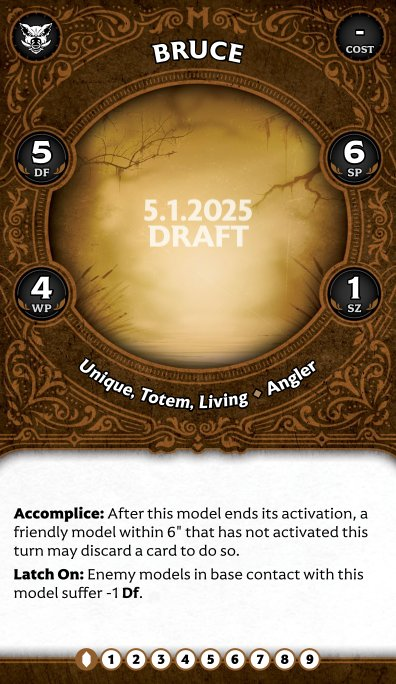 BRUCE
-
COST
5
DF
6
SP
5.1.2025
DRAFT
4
WP
1
SZ
Unique, Totem, Living ⬥ Angler
Accomplice: After this model ends its activation, a
friendly model within 6" that has not activated this
turn may discard a card to do so.
Latch On: Enemy models in base contact with this
model suffer -1 Df.
1 2 3 4 5 6 7 8 9